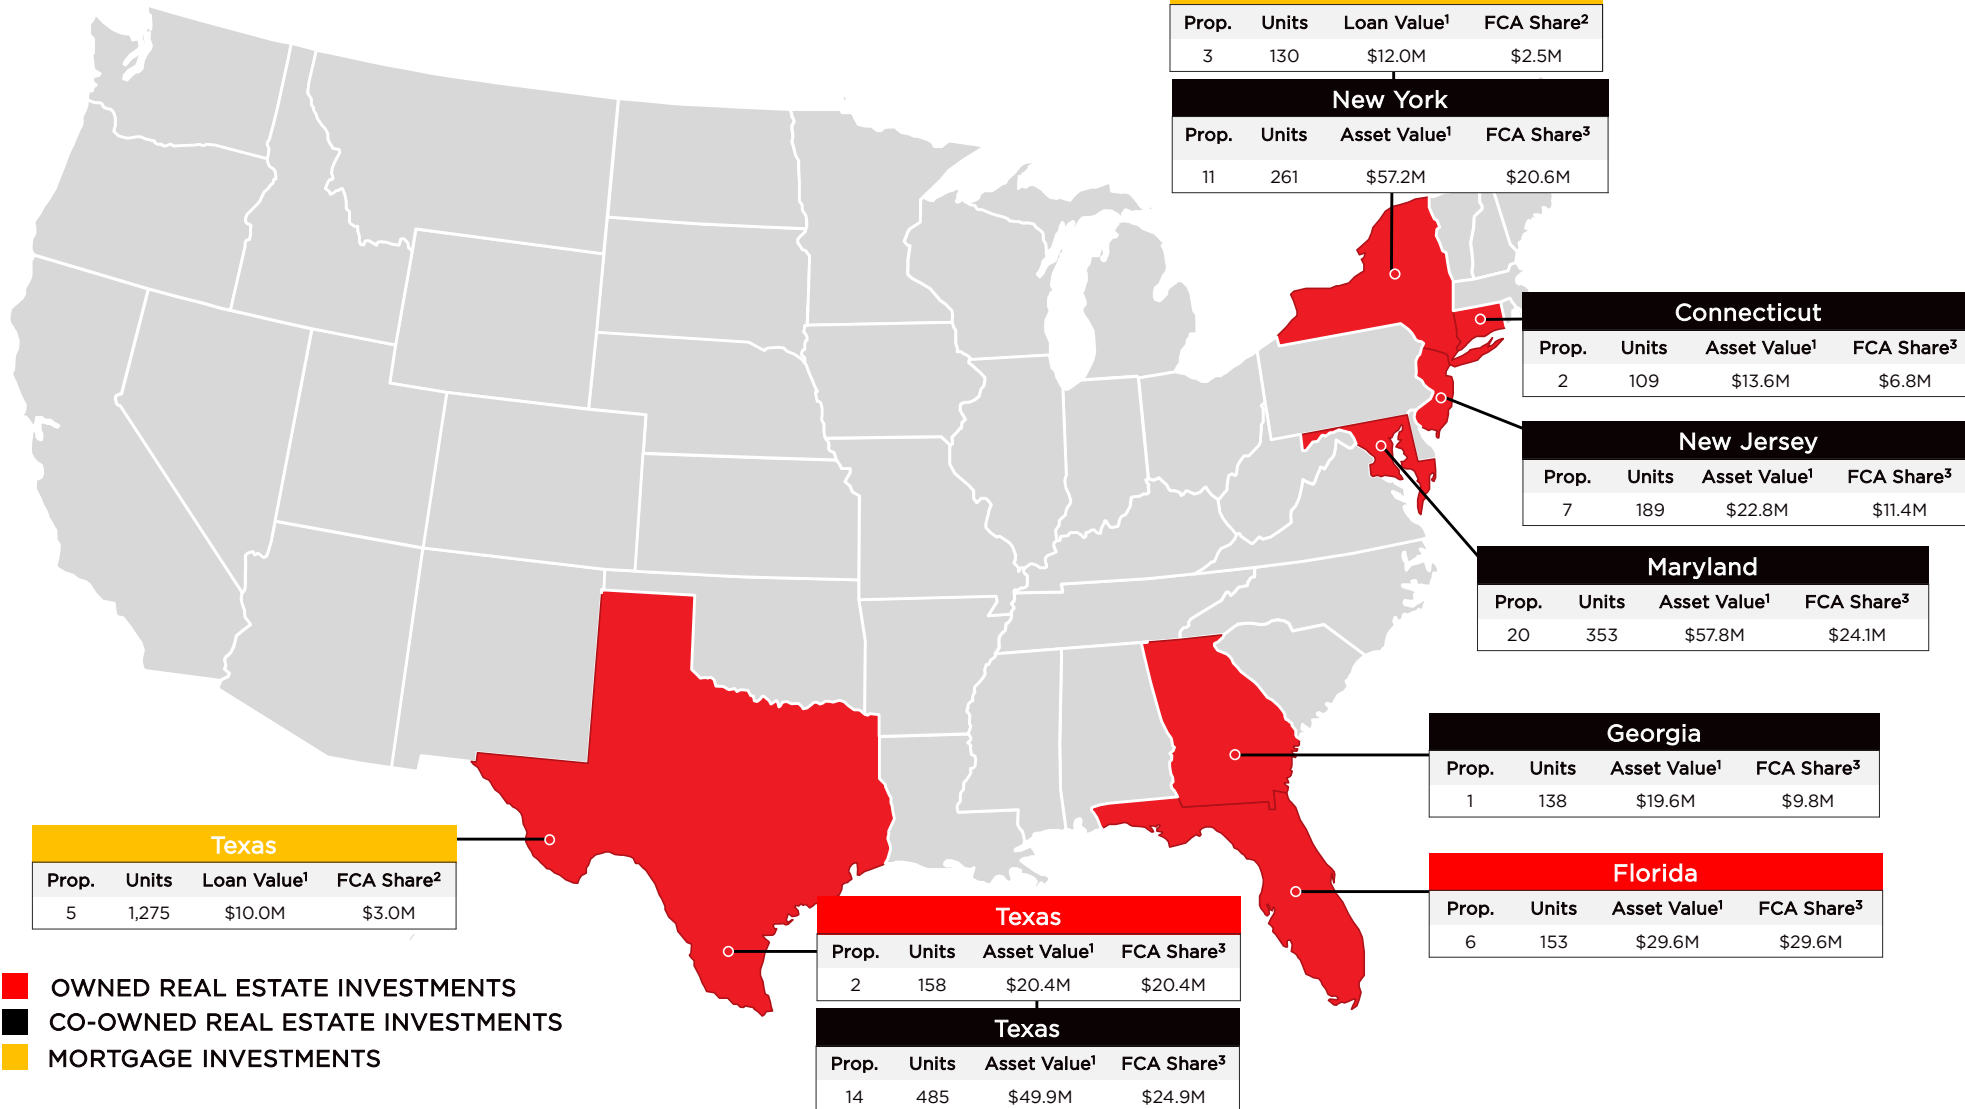 Prop. Units Loan Value¹ FCA Share²
3 130 $12.0M $2.5M
New York
Prop. Units Asset Value¹ FCA Share³
11 261 $57.2M $20.6M
Connecticut
Prop. Units Asset Value¹ FCA Share³
2 109 $13.6M $6.8M
New Jersey
Prop. Units Asset Value¹ FCA Share³
7 189 $22.8M $11.4M
Maryland
Prop. Units Asset Value¹ FCA Share³
20 353 $57.8M $24.1M
Georgia
Prop. Units Asset Value¹ FCA Share³
1 138 $19.6M $9.8M
Florida
Prop. Units Asset Value¹ FCA Share³
6 153 $29.6M $29.6M
Texas
Prop. Units Loan Value¹ FCA Share²
5 1,275 $10.0M $3.0M
Texas
Prop. Units Asset Value¹ FCA Share³
2 158 $20.4M $20.4M
Texas
Prop. Units Asset Value¹ FCA Share³
14 485 $49.9M $24.9M
OWNED REAL ESTATE INVESTMENTS
CO-OWNED REAL ESTATE INVESTMENTS
MORTGAGE INVESTMENTS